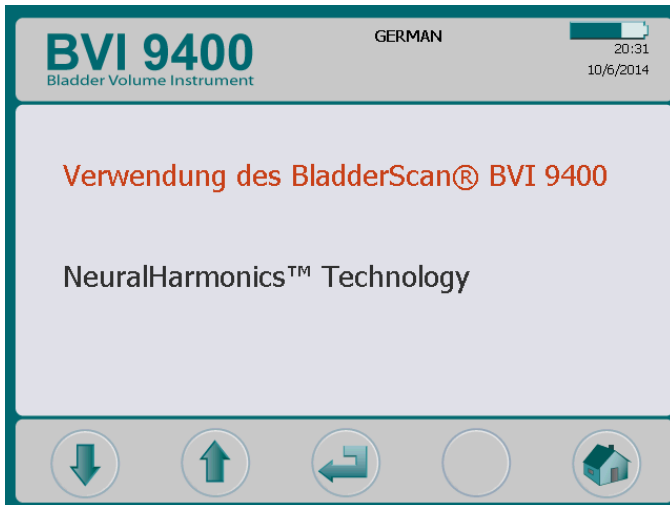 BVI 9400
Bladder Volume Instrument
GERMAN
20:31
10/6/2014
Verwendung des BladderScan® BVI 9400
NeuralHarmonics™ Technology